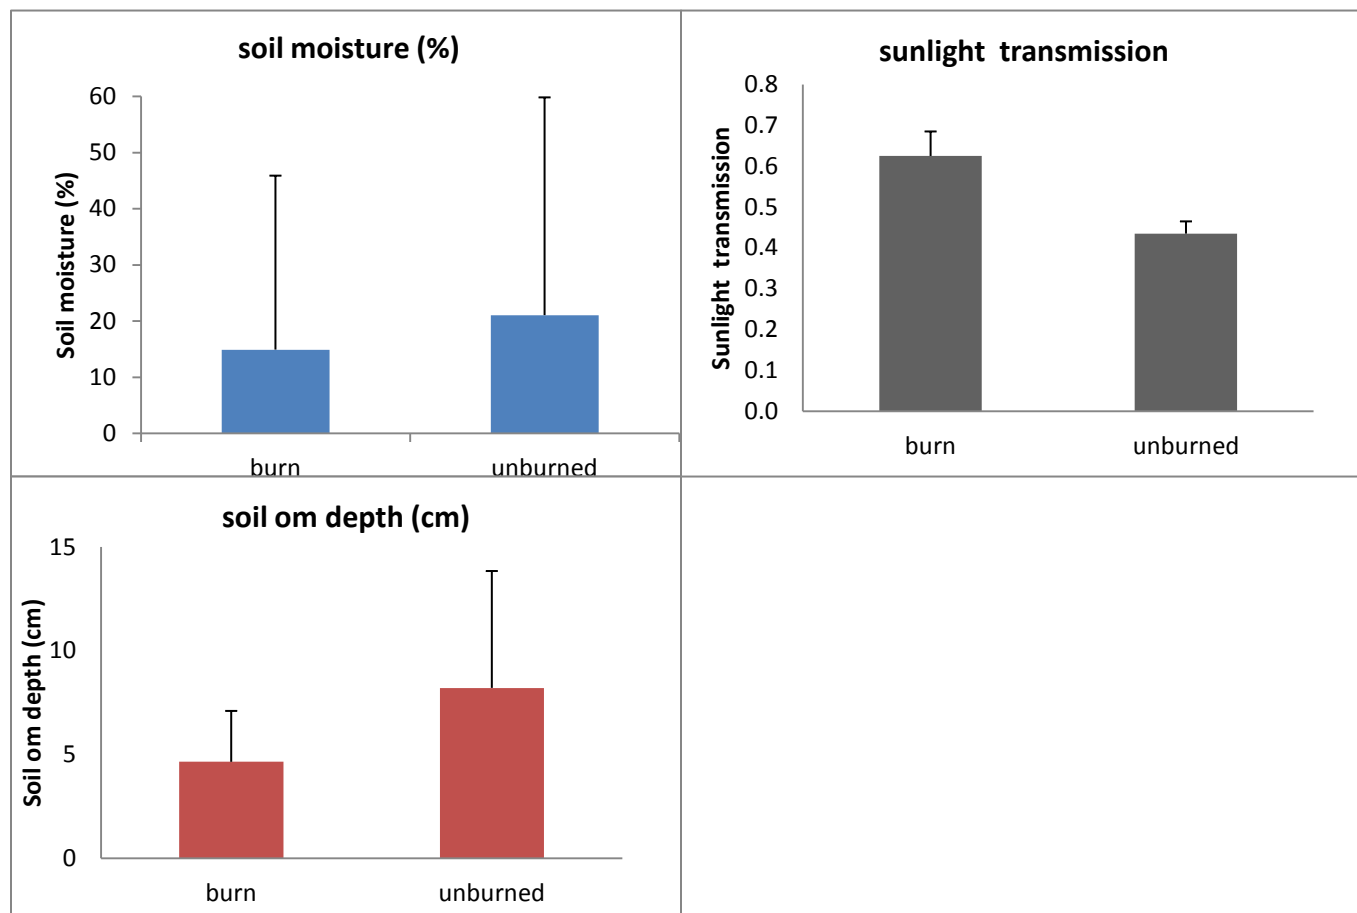 soil moisture (%)
Soil moisture (%)
60
50
40
30
20
10
0
burn unburned
sunlight transmission
Sunlight transmission
0.8
0.7
0.6
0.5
0.4
0.3
0.2
0.1
0.0
burn unburned
soil om depth (cm)
Soil om depth (cm)
15
10
5
0
burn unburned